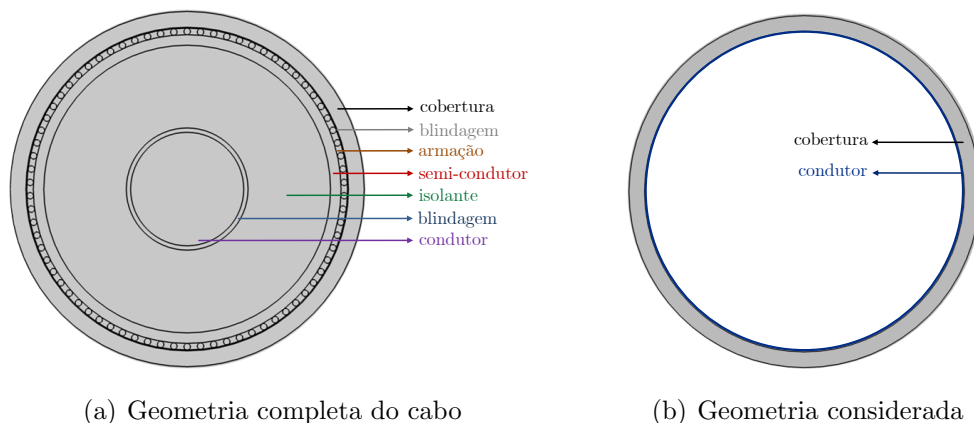 cobertura
blindagem
armação
semi-condutor
isolante
blindagem
condutor
cobertura
condutor
(a) Geometria completa do cabo
(b) Geometria considerada